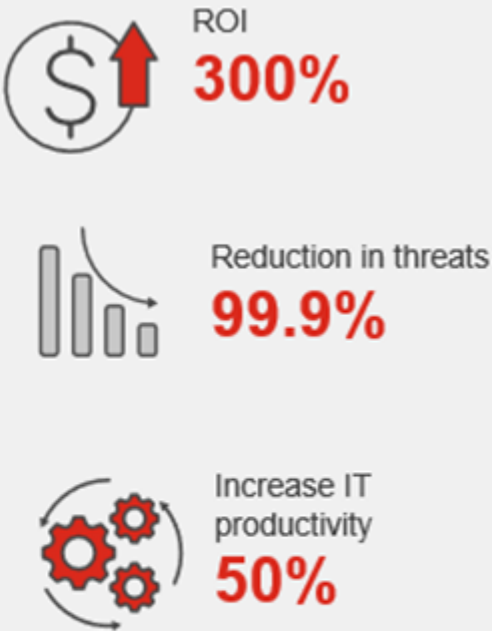 ROI
300%
Reduction in threats
99.9%
Increase IT
productivity
50%